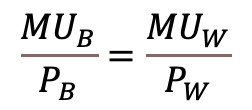 MU_B / P_B = MU_W / P_W